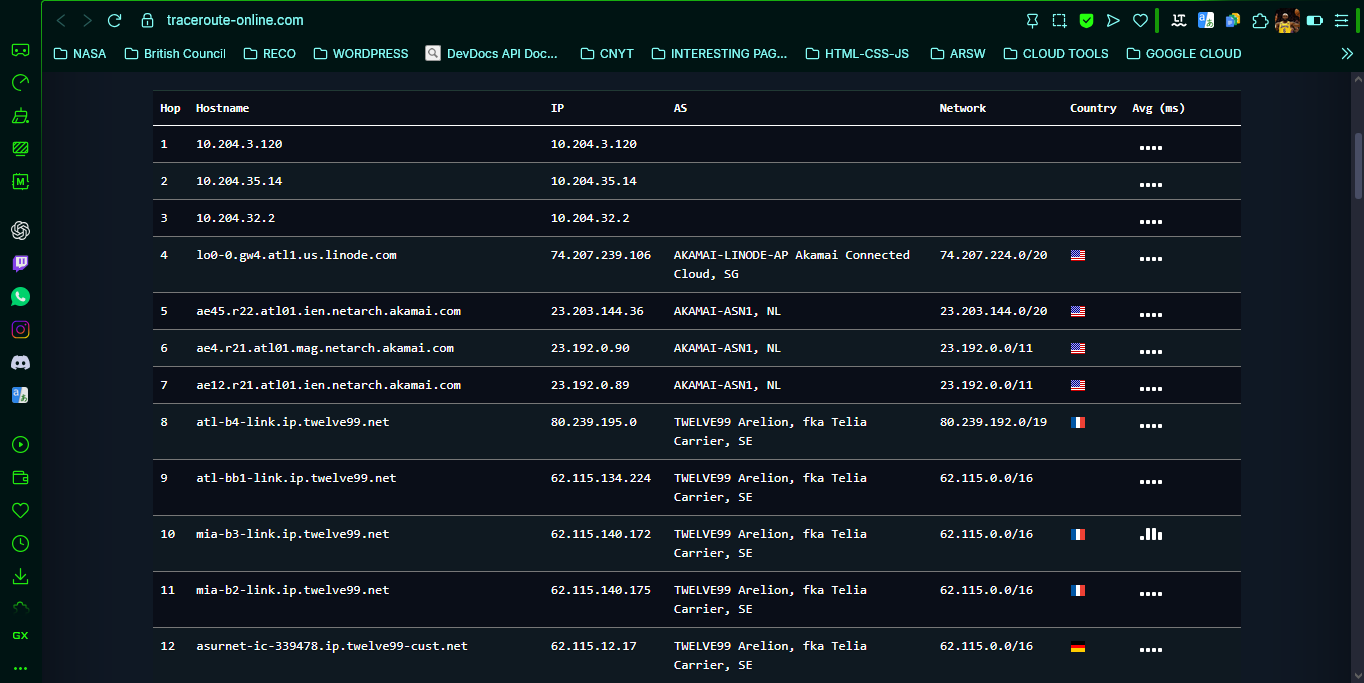 traceroute-online.com
NASA British Council RECO WORDPRESS DevDocs API Doc... CNYT INTERESTING PAG... HTML-CSS-JS ARSW CLOUD TOOLS GOOGLE CLOUD
Hop Hostname IP AS Network Country Avg (ms)
1 10.204.3.120 10.204.3.120
2 10.204.35.14 10.204.35.14
3 10.204.32.2 10.204.32.2
4 lo0-0.gw4.atl1.us.linode.com 74.207.239.106 AKAMAI-LINODE-AP Akamai Connected 74.207.224.0/20
Cloud, SG
5 ae45.r22.atl01.ien.netarch.akamai.com 23.203.144.36 AKAMAI-ASN1, NL 23.203.144.0/20
6 ae4.r21.atl01.mag.netarch.akamai.com 23.192.0.90 AKAMAI-ASN1, NL 23.192.0.0/11
7 ae12.r21.atl01.ien.netarch.akamai.com 23.192.0.89 AKAMAI-ASN1, NL 23.192.0.0/11
8 atl-b4-link.ip.twelve99.net 80.239.195.0 TWELVE99 Arelion, fka Telia 80.239.192.0/19
Carrier, SE
9 atl-bb1-link.ip.twelve99.net 62.115.134.224 TWELVE99 Arelion, fka Telia 62.115.0.0/16
Carrier, SE
10 mia-b3-link.ip.twelve99.net 62.115.140.172 TWELVE99 Arelion, fka Telia 62.115.0.0/16
Carrier, SE
11 mia-b2-link.ip.twelve99.net 62.115.140.175 TWELVE99 Arelion, fka Telia 62.115.0.0/16
Carrier, SE
12 asurnet-ic-339478.ip.twelve99-cust.net 62.115.12.17 TWELVE99 Arelion, fka Telia 62.115.0.0/16
Carrier, SE
M
GX